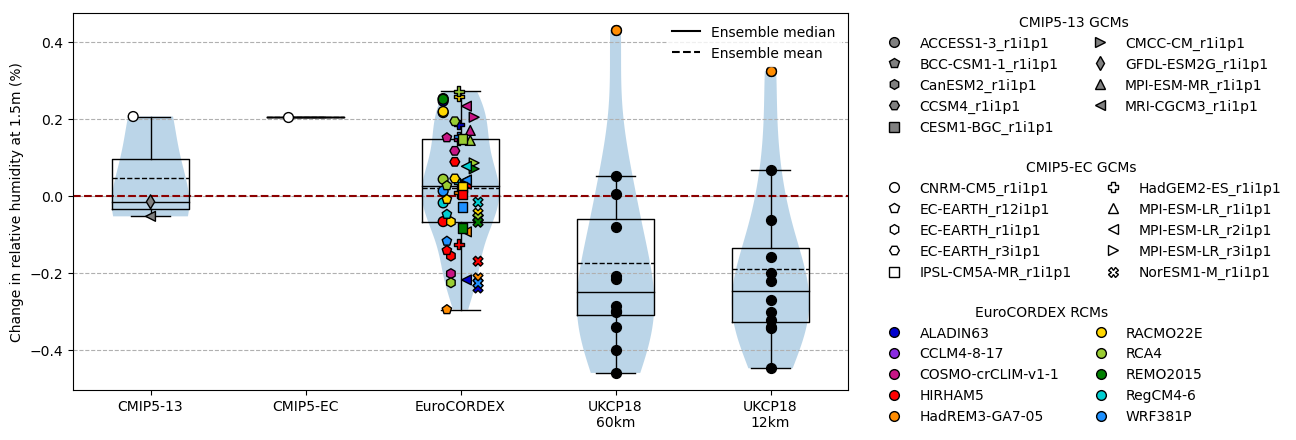 Change in relative humidity at 1.5m (%)
0.4
0.2
0.0
−0.2
−0.4
Ensemble median
Ensemble mean
CMIP5-13
CMIP5-EC
EuroCORDEX
UKCP18
60km
UKCP18
12km
CMIP5-13 GCMs
ACCESS1-3_r1i1p1
BCC-CSM1-1_r1i1p1
CanESM2_r1i1p1
CCSM4_r1i1p1
CESM1-BGC_r1i1p1
CMCC-CM_r1i1p1
GFDL-ESM2G_r1i1p1
MPI-ESM-MR_r1i1p1
MRI-CGCM3_r1i1p1
CMIP5-EC GCMs
CNRM-CM5_r1i1p1
EC-EARTH_r12i1p1
EC-EARTH_r1i1p1
EC-EARTH_r3i1p1
IPSL-CM5A-MR_r1i1p1
HadGEM2-ES_r1i1p1
MPI-ESM-LR_r1i1p1
MPI-ESM-LR_r2i1p1
MPI-ESM-LR_r3i1p1
NorESM1-M_r1i1p1
EuroCORDEX RCMs
ALADIN63
CCLM4-8-17
COSMO-crCLIM-v1-1
HIRHAM5
HadREM3-GA7-05
RACMO22E
RCA4
REMO2015
RegCM4-6
WRF381P